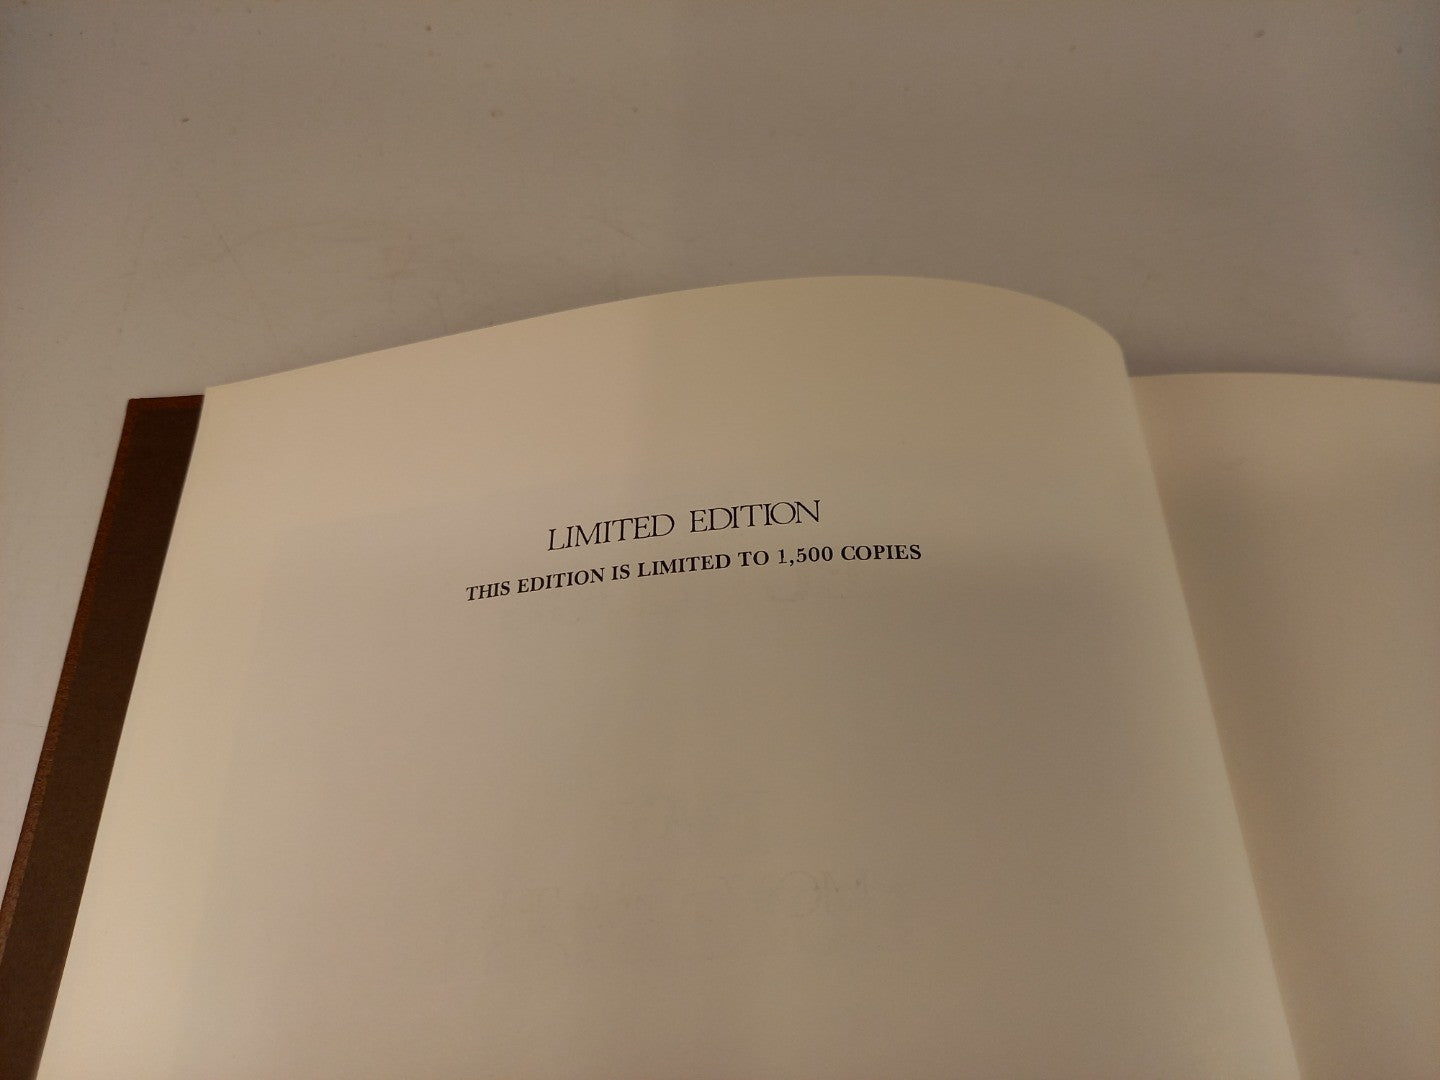 LIMITED EDITION
THIS EDITION IS LIMITED TO 1,500 COPIES